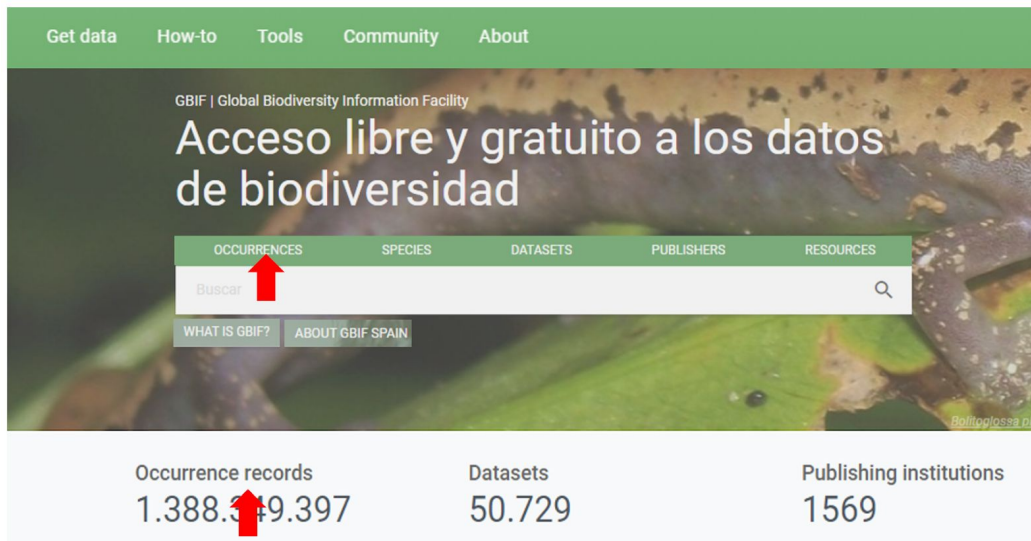 Get data How-to Tools Community About
GBIF | Global Biodiversity Information Facility
Acceso libre y gratuito a los datos
de biodiversidad
OCCURRENCES SPECIES DATASETS PUBLISHERS RESOURCES
Buscar
WHAT IS GBIF? ABOUT GBIF SPAIN
Bolitoglossa
Occurrence records Datasets Publishing institutions
50.729 1569